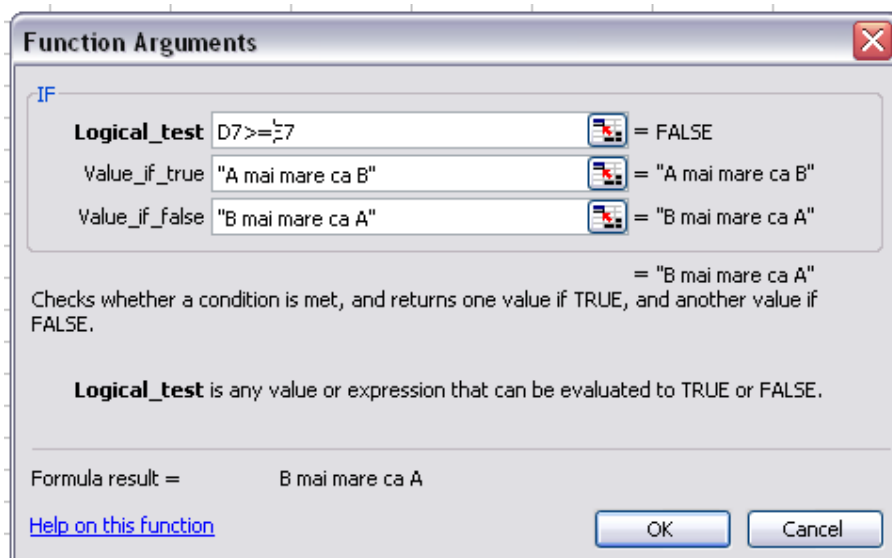 Function Arguments
IF
Logical_test D7>=E7 = FALSE
Value_if_true "A mai mare ca B" = "A mai mare ca B"
Value_if_false "B mai mare ca A" = "B mai mare ca A"
= "B mai mare ca A"
Checks whether a condition is met, and returns one value if TRUE, and another value if
FALSE.
Logical_test is any value or expression that can be evaluated to TRUE or FALSE.
Formula result = B mai mare ca A
Help on this function OK Cancel